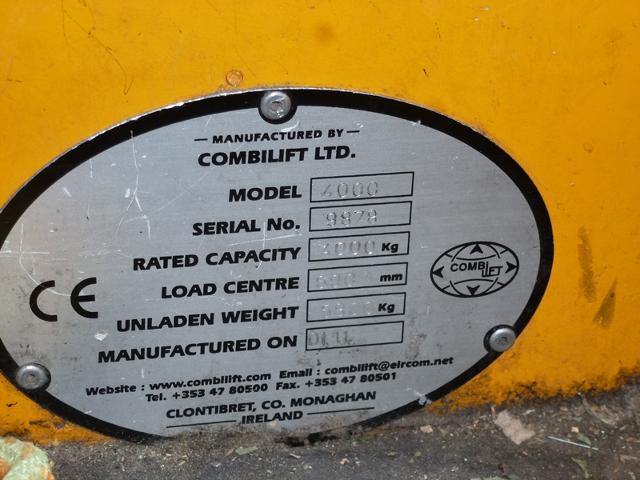 MANUFACTURED BY
COMBILIFT LTD.
MODEL 4000
SERIAL No. 9878
RATED CAPACITY 4000 Kg
LOAD CENTRE mm
UNLADEN WEIGHT Kg
MANUFACTURED ON
CE
COMBILIFT
Website : www.combilift.com Email : combilift@eircom.net
Tel. +353 47 80500 Fax. +353 47 80501
CLONTIBRET, CO. MONAGHAN
IRELAND